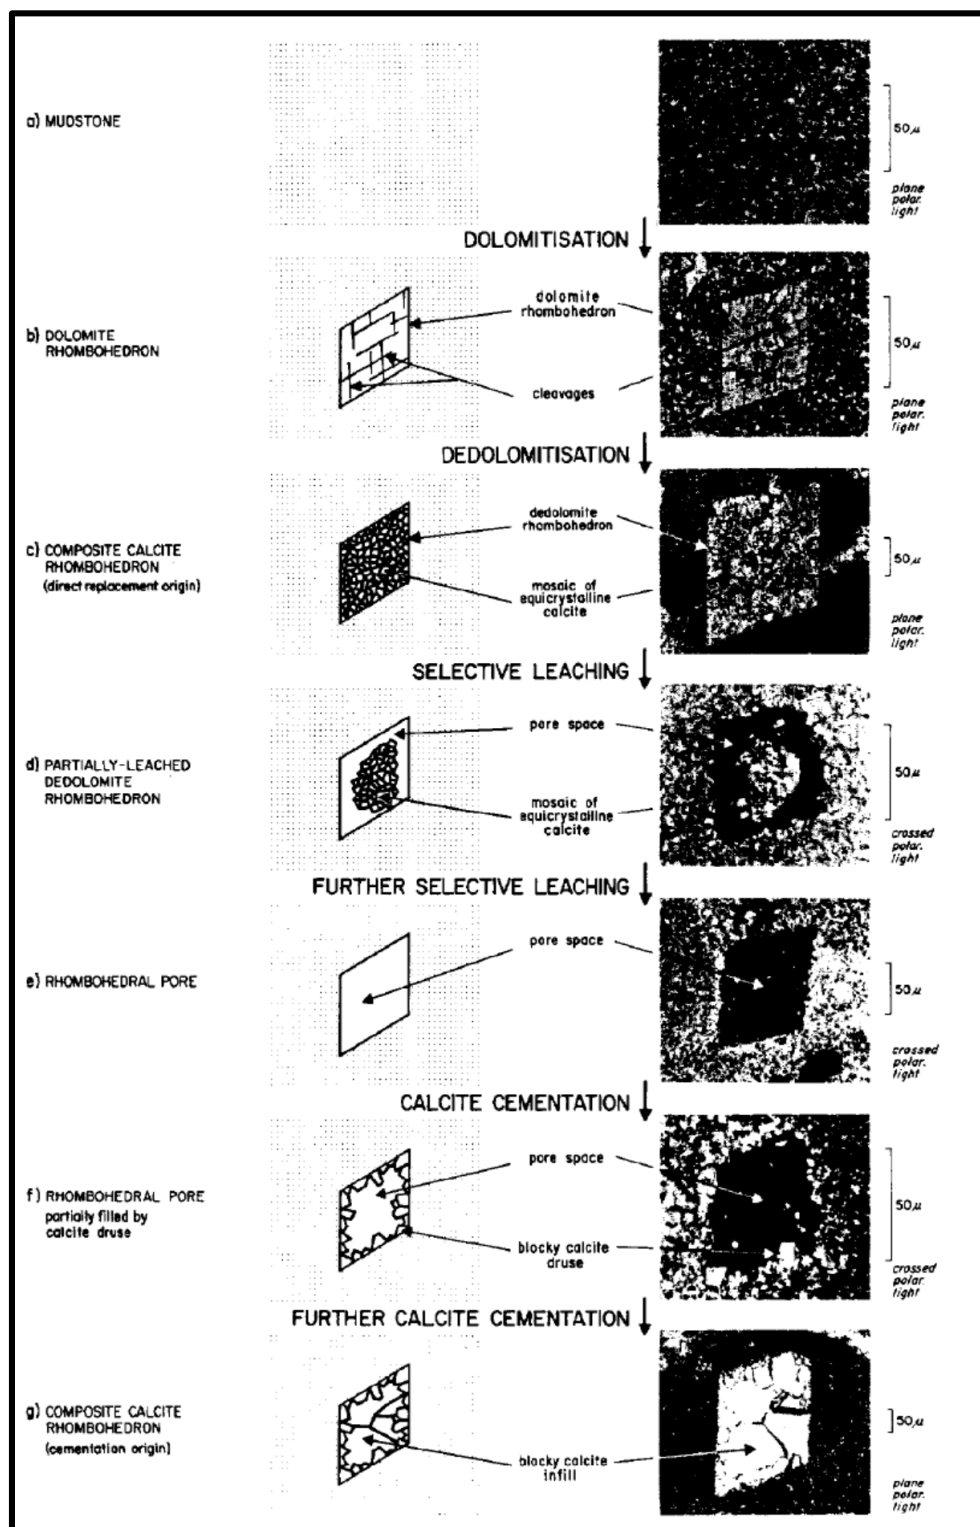 a) MUDSTONE
50µ
plane
polar.
light
DOLOMITISATION
b) DOLOMITE
RHOMBOHEDRON
dolomite
rhombohedron
cleavages
50µ
plane
polar.
light
DEDOLOMITISATION
c) COMPOSITE CALCITE
RHOMBOHEDRON
(direct replacement origin)
dedolomite
rhombohedron
mosaic of
equicrystalline
calcite
50µ
plane
polar.
light
SELECTIVE LEACHING
d) PARTIALLY-LEACHED
DEDOLOMITE
RHOMBOHEDRON
pore space
mosaic of
equicrystalline
calcite
50µ
crossed
polar.
light
FURTHER SELECTIVE LEACHING
e) RHOMBOHEDRAL PORE
pore space
50µ
crossed
polar.
light
CALCITE CEMENTATION
f) RHOMBOHEDRAL PORE
partially filled by
calcite druse
pore space
blocky calcite
druse
50µ
crossed
polar.
light
FURTHER CALCITE CEMENTATION
g) COMPOSITE CALCITE
RHOMBOHEDRON
(cementation origin)
blocky calcite
infill
50µ
plane
polar.
light